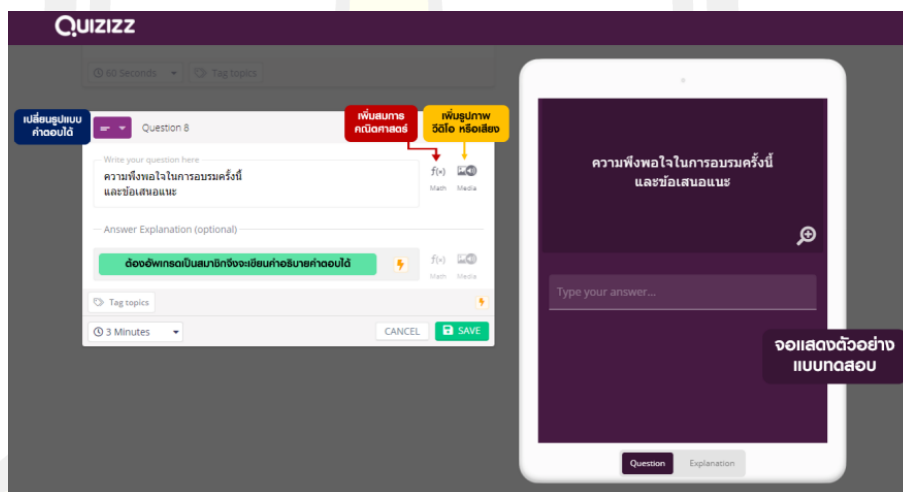 QUIZIZZ
60 Seconds
Tag topics
เปลี่ยนรูปแบบ
คำตอบได้
Question 8
เพิ่มสมการ
คณิตศาสตร์
เพิ่มรูปภาพ
วิดีโอ หรือเสียง
Write your question here
ความพึงพอใจในการอบรมครั้งนี้
และข้อเสนอแนะ
f(x)
Math
Media
Answer Explanation (optional)
ต้องอัพเกรดเป็นสมาชิกจึงจะเขียนคำอธิบายคำตอบได้
f(x)
Math
Media
Tag topics
3 Minutes
CANCEL
SAVE
ความพึงพอใจในการอบรมครั้งนี้
และข้อเสนอแนะ
Type your answer...
จอแสดงตัวอย่าง
แบบทดสอบ
Question
Explanation